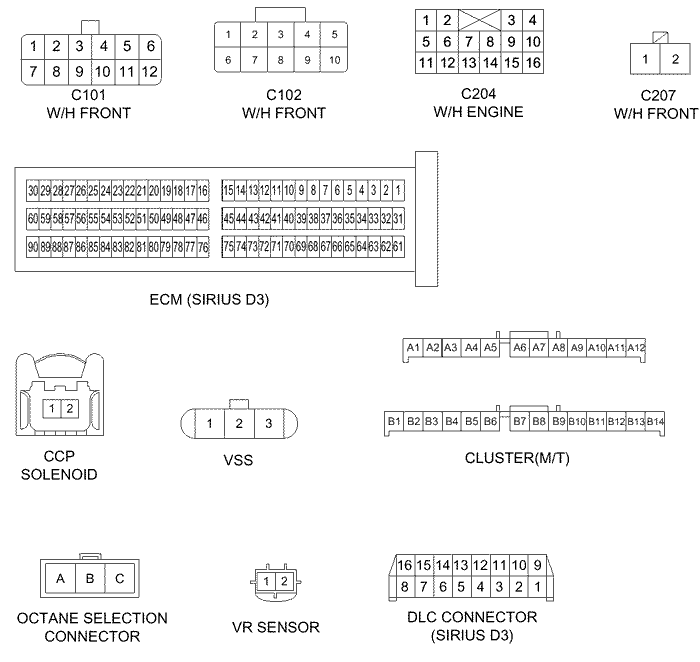 1 2 3 4 5 6
7 8 9 10 11 12
C101
W/H FRONT
1 2 3 4 5
6 7 8 9 10
C102
W/H FRONT
1 2 3 4
5 6 7 8 9 10
11 12 13 14 15 16
C204
W/H ENGINE
1 2
C207
W/H FRONT
30 29 28 27 26 25 24 23 22 21 20 19 18 17 16 15 14 13 12 11 10 9 8 7 6 5 4 3 2 1
60 59 58 57 56 55 54 53 52 51 50 49 48 47 46 45 44 43 42 41 40 39 38 37 36 35 34 33 32 31
90 89 88 87 86 85 84 83 82 81 80 79 78 77 76 75 74 73 72 71 70 69 68 67 66 65 64 63 62 61
ECM (SIRIUS D3)
1 2
CCP
SOLENOID
1 2 3
VSS
A1 A2 A3 A4 A5 A6 A7 A8 A9 A10 A11 A12
B1 B2 B3 B4 B5 B6 B7 B8 B9 B10 B11 B12 B13 B14
CLUSTER(M/T)
A B C
OCTANE SELECTION
CONNECTOR
1 2
VR SENSOR
16 15 14 13 12 11 10 9
8 7 6 5 4 3 2 1
DLC CONNECTOR
(SIRIUS D3)